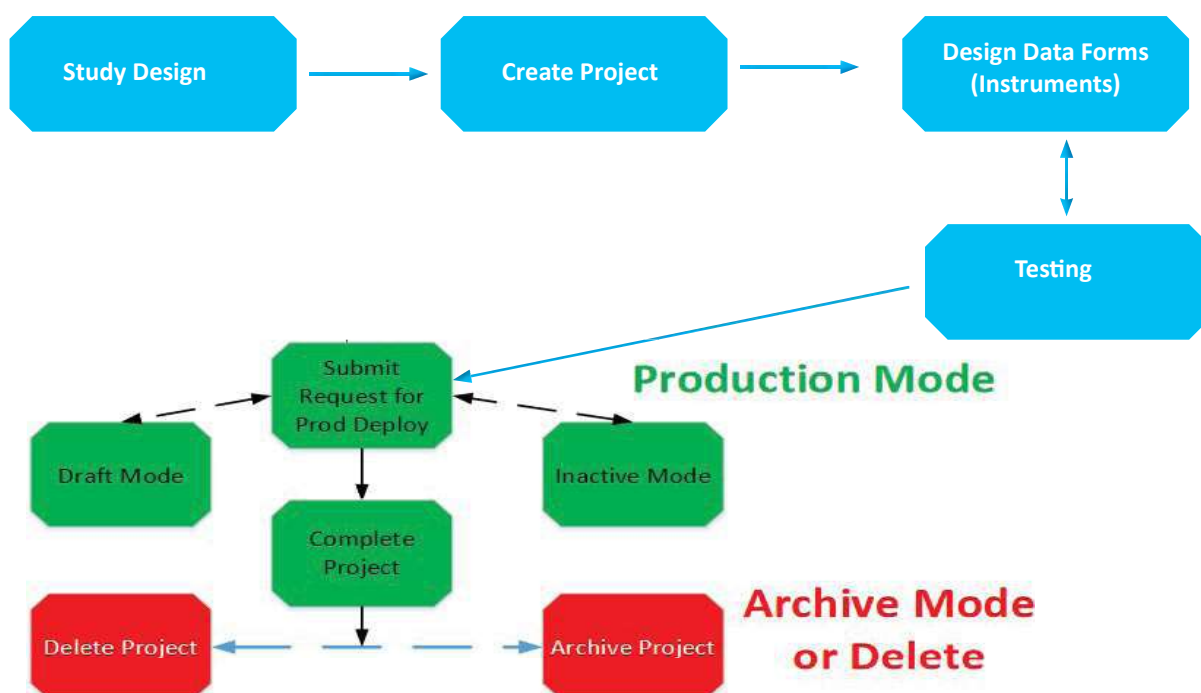 Study Design
Create Project
Design Data Forms
(Instruments)
Testing
Submit
Request for
Prod Deploy
Production Mode
Draft Mode
Inactive Mode
Complete
Project
Delete Project
Archive Project
Archive Mode
or Delete